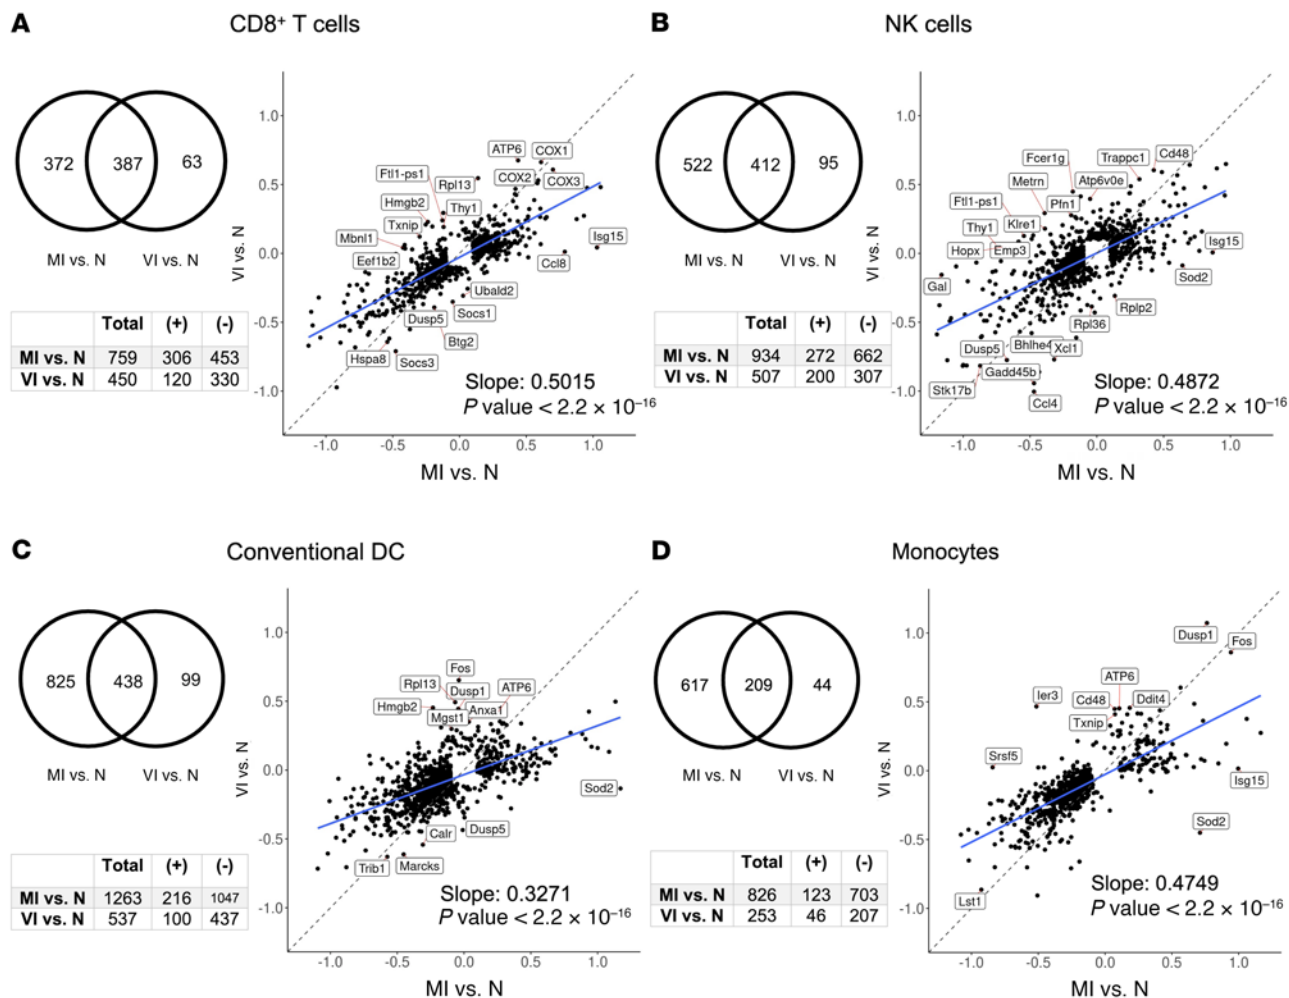 A
CD8+ T cells
372
387
63
MI vs. N
VI vs. N
Total
(+)
(-)
MI vs. N
759
306
453
VI vs. N
450
120
330
VI vs. N
1.0
0.5
0.0
-0.5
-1.0
ATP6
COX1
COX2
COX3
Ftl1-ps1
Rpl13
Hmgb2
Thy1
Txnip
Mbnl1
Eef1b2
Isg15
Ccl8
Ubald2
Socs1
Dusp5
Btg2
Hspa8
Socs3
Slope: 0.5015
P value < 2.2 × 10−16
-1.0
-0.5
0.0
0.5
1.0
MI vs. N
B
NK cells
522
412
95
MI vs. N
VI vs. N
Total
(+)
(-)
MI vs. N
934
272
662
VI vs. N
507
200
307
VI vs. N
1.0
0.5
0.0
-0.5
-1.0
Fcer1g
Trappc1
Cd48
Metrn
Atp6v0e
Ftl1-ps1
Pfn1
Klre1
Thy1
Hopx
Emp3
Isg15
Sod2
Gal
Rplp2
Rpl36
Dusp5
Xcl1
Gadd45b
Stk17b
Ccl4
Slope: 0.4872
P value < 2.2 × 10−16
-1.0
-0.5
0.0
0.5
1.0
MI vs. N
C
Conventional DC
825
438
99
MI vs. N
VI vs. N
Total
(+)
(-)
MI vs. N
1263
216
1047
VI vs. N
537
100
437
VI vs. N
1.0
0.5
0.0
-0.5
-1.0
Fos
Rpl13
Dusp1
ATP6
Hmgb2
Anxa1
Mgst1
Sod2
Calr
Dusp5
Trib1
Marcks
Slope: 0.3271
P value < 2.2 × 10−16
-1.0
-0.5
0.0
0.5
1.0
MI vs. N
D
Monocytes
617
209
44
MI vs. N
VI vs. N
Total
(+)
(-)
MI vs. N
826
123
703
VI vs. N
253
46
207
VI vs. N
1.0
0.5
0.0
-0.5
-1.0
Dusp1
Fos
ATP6
Ier3
Cd48
Ddit4
Txnip
Srsf5
Isg15
Sod2
Lst1
Slope: 0.4749
P value < 2.2 × 10−16
-1.0
-0.5
0.0
0.5
1.0
MI vs. N